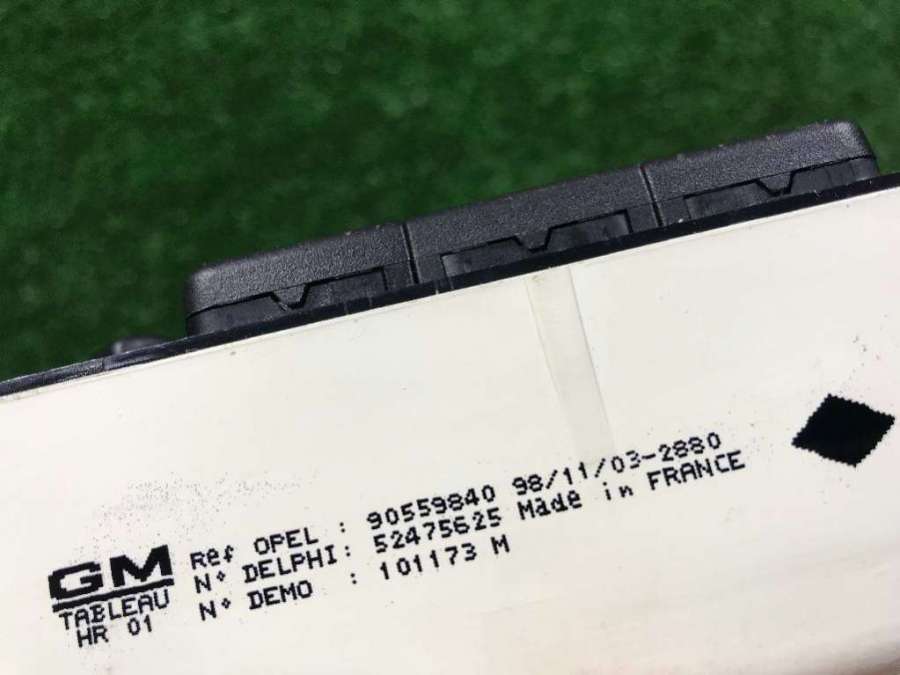 GM
TABLEAU
HR 01
Ref OPEL : 90559840 98/11/03-2880
N° DELPHI: 52475625 Made in FRANCE
N° DEMO : 101173 M